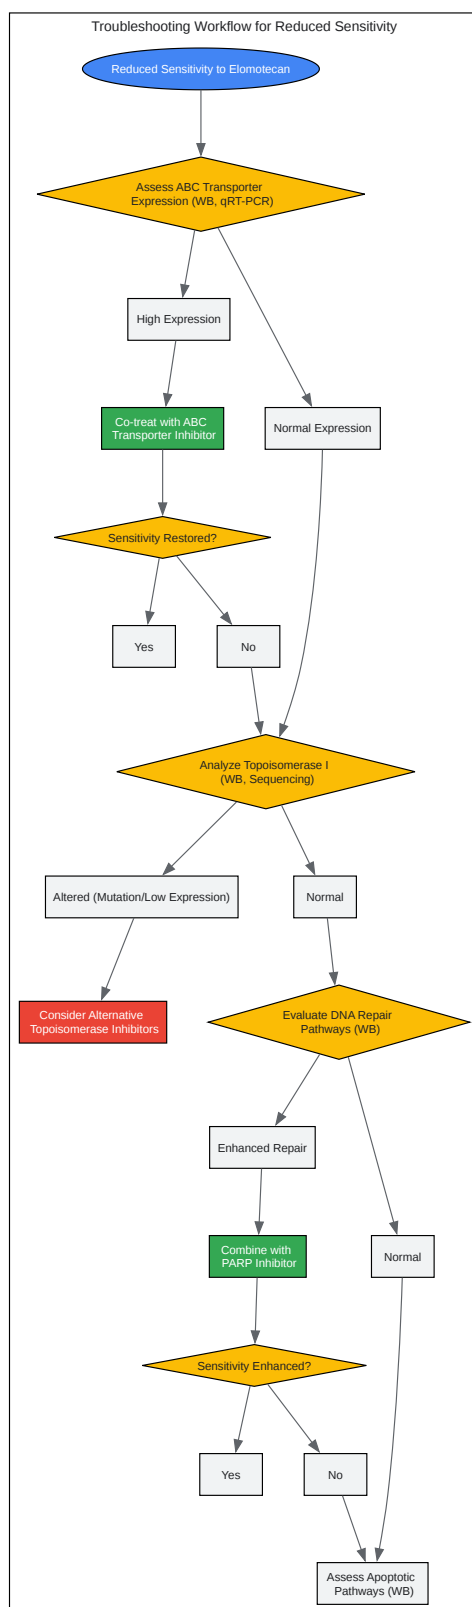 Troubleshooting Workflow for Reduced Sensitivity
Reduced Sensitivity to Elomotecan
Assess ABC Transporter
Expression (WB, qRT-PCR)
High Expression
Co-treat with ABC
Transporter Inhibitor
Normal Expression
Sensitivity Restored?
Yes
No
Analyze Topoisomerase I
(WB, Sequencing)
Altered (Mutation/Low Expression)
Normal
Consider Alternative
Topoisomerase Inhibitors
Evaluate DNA Repair
Pathways (WB)
Enhanced Repair
Combine with
PARP Inhibitor
Normal
Sensitivity Enhanced?
Yes
No
Assess Apoptotic
Pathways (WB)